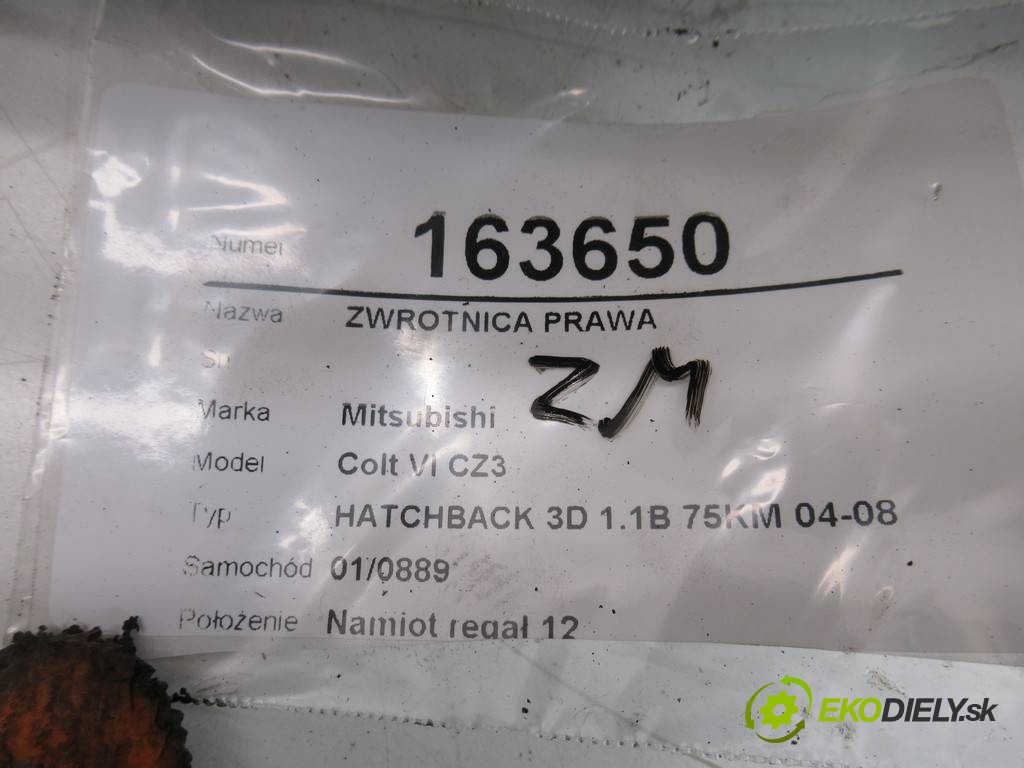 Numer 163650
Nazwa ZWROTNICA PRAWA
SN
ZM
Marka Mitsubishi
Model Colt VI CZ3
Typ HATCHBACK 3D 1.1B 75KM 04-08
Samochód 01/0889
Położenie Namiot regał 12
EKODIELY.sk